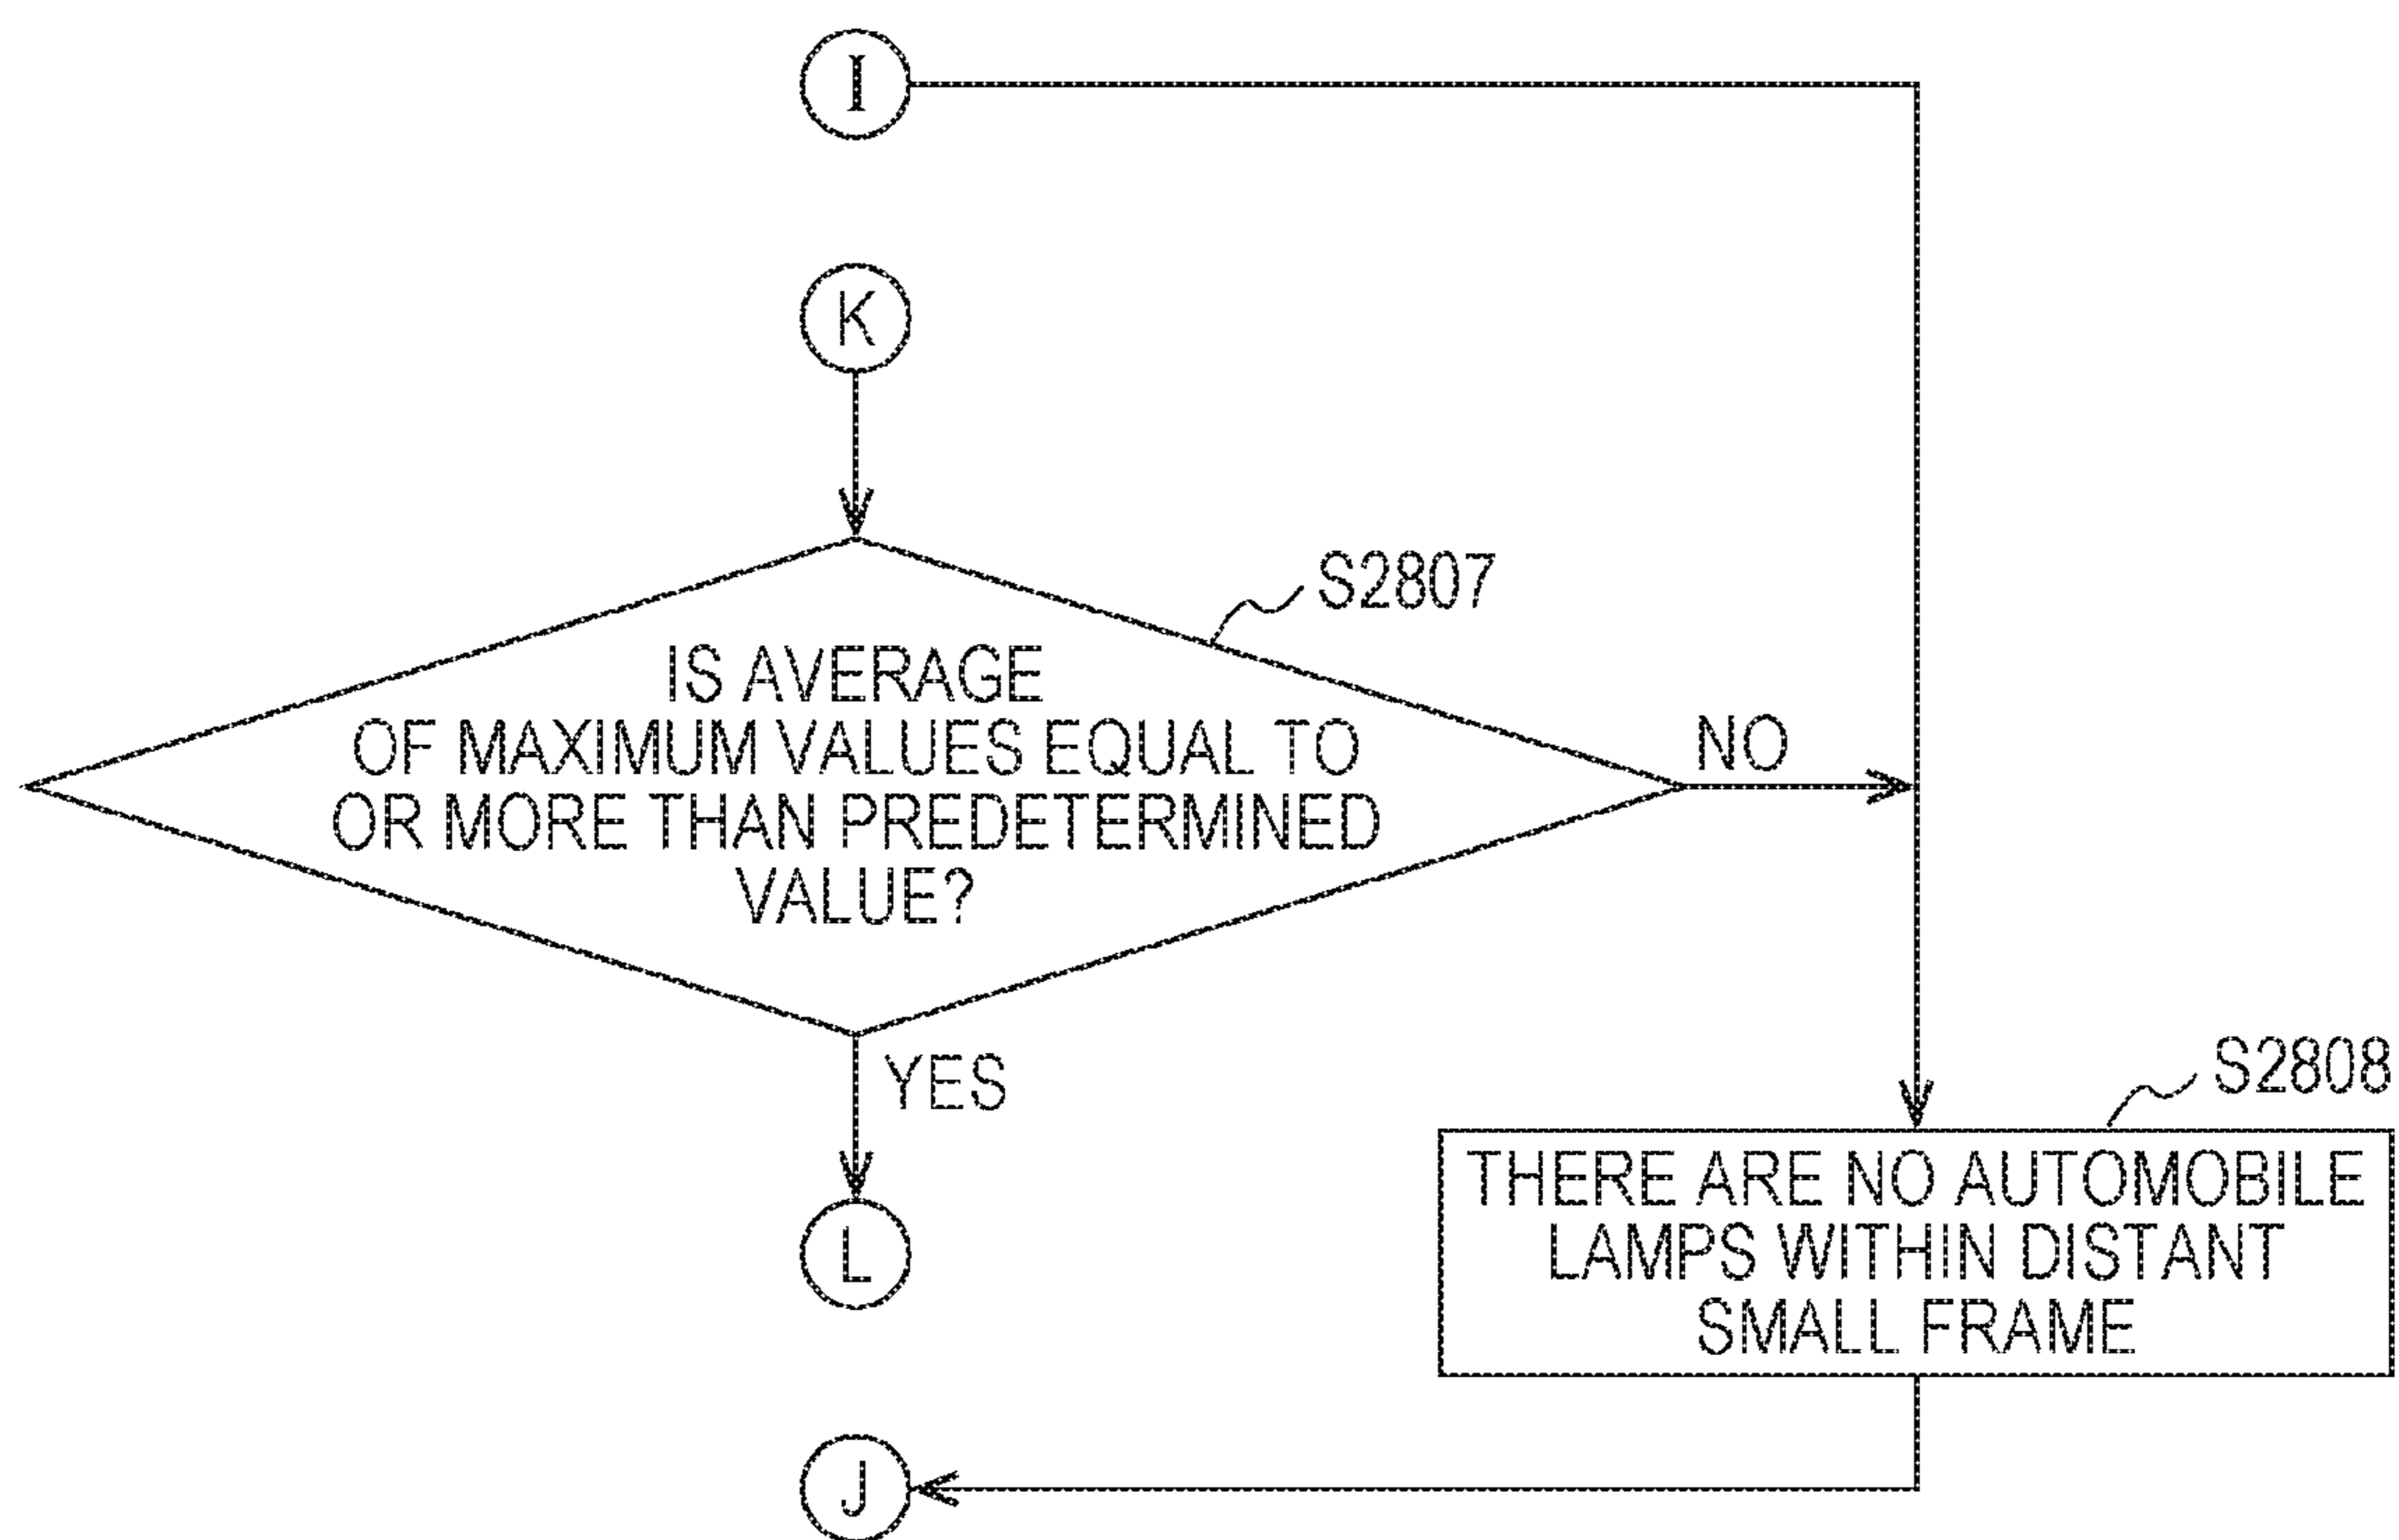 I
K
S2807
IS AVERAGE
OF MAXIMUM VALUES EQUAL TO
OR MORE THAN PREDETERMINED
VALUE?
NO
YES
S2808
THERE ARE NO AUTOMOBILE
LAMPS WITHIN DISTANT
SMALL FRAME
L
J